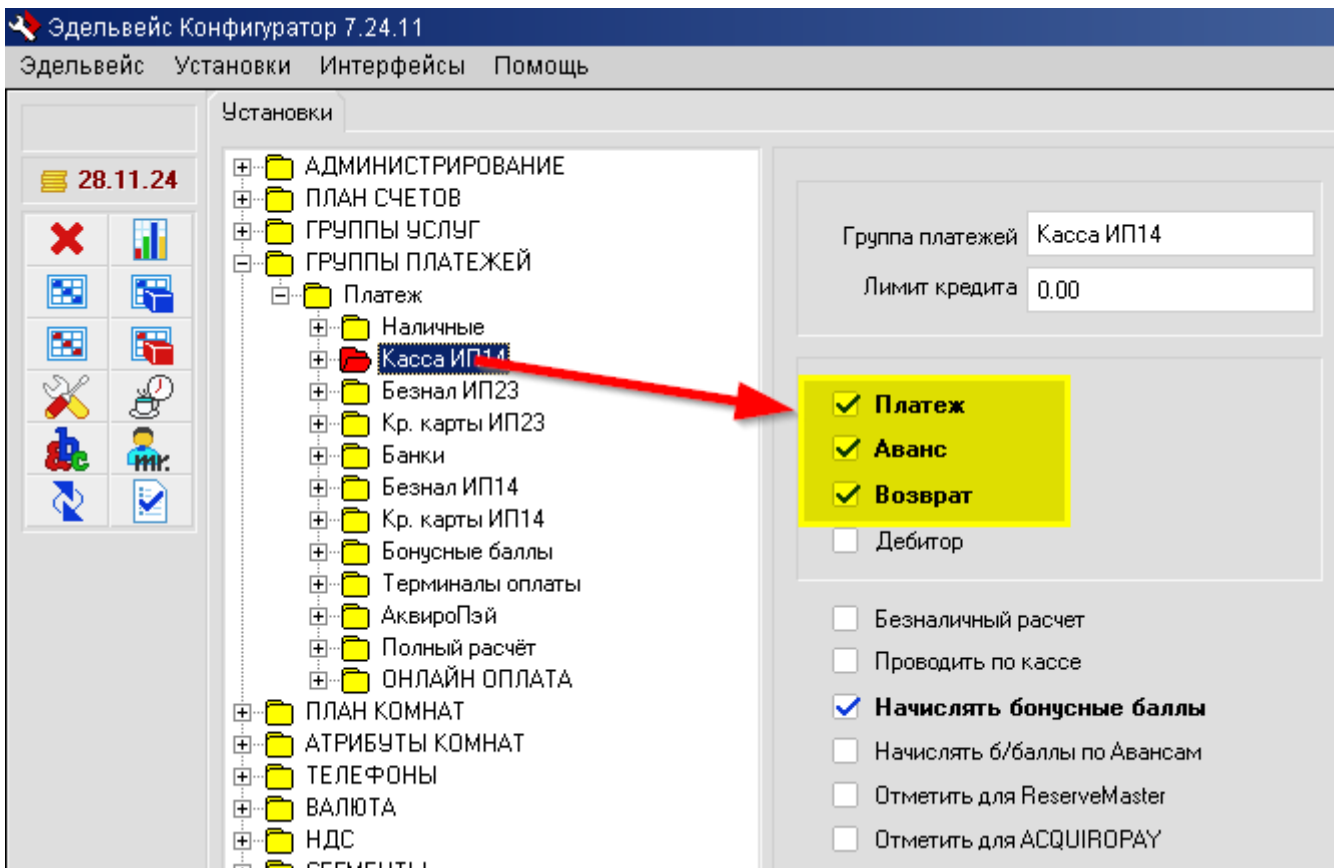 Эдельвейс Конфигуратор 7.24.11
Эдельвейс Установки Интерфейсы Помощь
Установки
28.11.24
abc
mr.
АДМИНИСТРИРОВАНИЕ
ПЛАН СЧЕТОВ
ГРУППЫ УСЛУГ
ГРУППЫ ПЛАТЕЖЕЙ
Платеж
Наличные
Касса ИП14
Безнал ИП23
Кр. карты ИП23
Банки
Безнал ИП14
Кр. карты ИП14
Бонусные баллы
Терминалы оплаты
АквироПэй
Полный расчёт
ОНЛАЙН ОПЛАТА
ПЛАН КОМНАТ
АТРИБУТЫ КОМНАТ
ТЕЛЕФОНЫ
ВАЛЮТА
НДС
СЕГМЕНТЫ
Группа платежей Касса ИП14
Лимит кредита 0.00
Платеж
Аванс
Возврат
Дебитор
Безналичный расчет
Проводить по кассе
Начислять бонусные баллы
Начислять б/баллы по Авансам
Отметить для ReserveMaster
Отметить для ACQUIROPAY